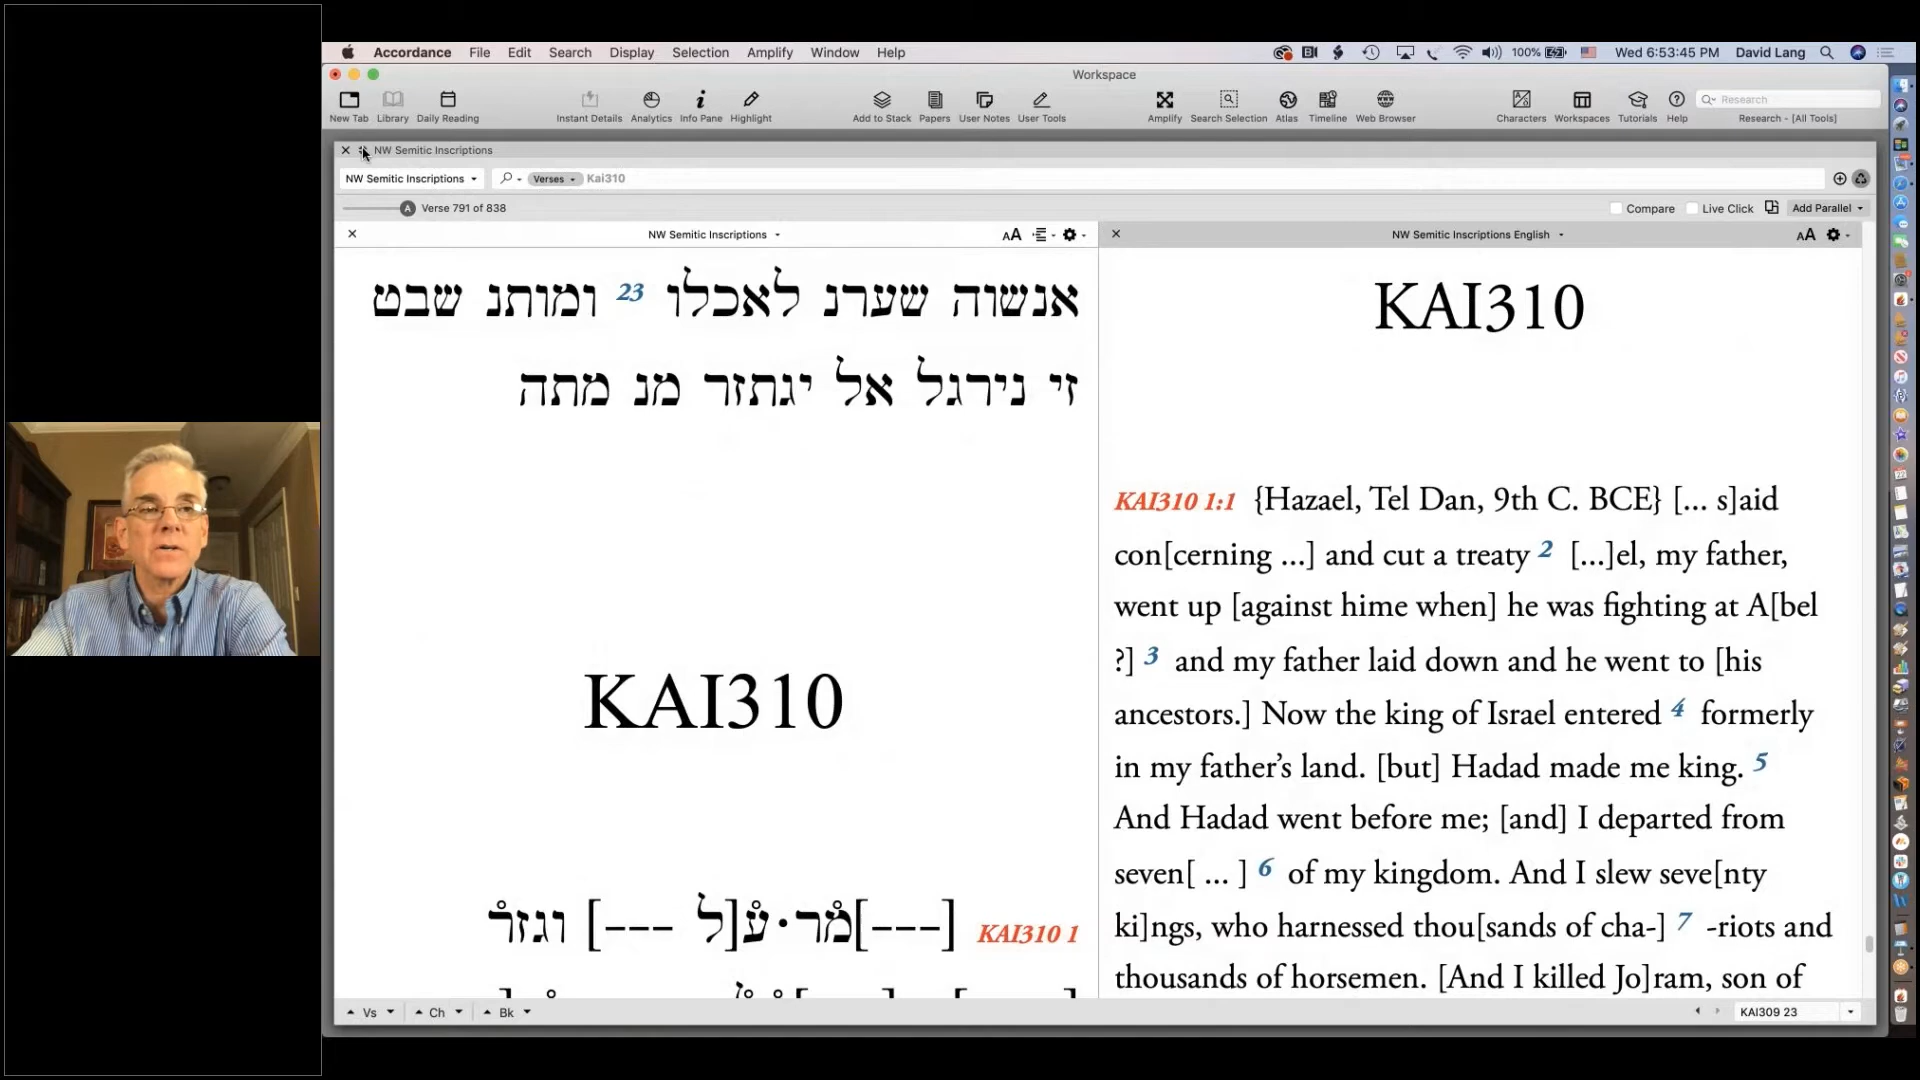 Accordance File Edit Search Display Selection Amplify Window Help 100% Wed 6:53:45 PM David Lang
Workspace
New Tab Library Daily Reading Instant Details Analytics Info Pane Highlight Add to Stack Papers User Notes User Tools Amplify Search Selection Atlas Timeline Web Browser Characters Workspaces Tutorials Help Research
Research - [All Tools]
NW Semitic Inscriptions
NW Semitic Inscriptions Verses Kai310
A Verse 791 of 838 Compare Live Click Add Parallel
NW Semitic Inscriptions AA
אנשוה שערנ לאכלו 23 ומותנ שבט
זי נירגל אל יגתזר מנ מתה
KAI310
KAI310 1 [---]מ̊ר·ע̊[ל ---] וגזר̊
NW Semitic Inscriptions English AA
KAI310
KAI310 1:1 {Hazael, Tel Dan, 9th C. BCE} [... s]aid
con[cerning ...] and cut a treaty 2 [...]el, my father,
went up [against hime when] he was fighting at A[bel
?] 3 and my father laid down and he went to [his
ancestors.] Now the king of Israel entered 4 formerly
in my father’s land. [but] Hadad made me king. 5
And Hadad went before me; [and] I departed from
seven[ ... ] 6 of my kingdom. And I slew seve[nty
ki]ngs, who harnessed thou[sands of cha-] 7 -riots and
thousands of horsemen. [And I killed Jo]ram, son of
Vs Ch Bk KAI309 23